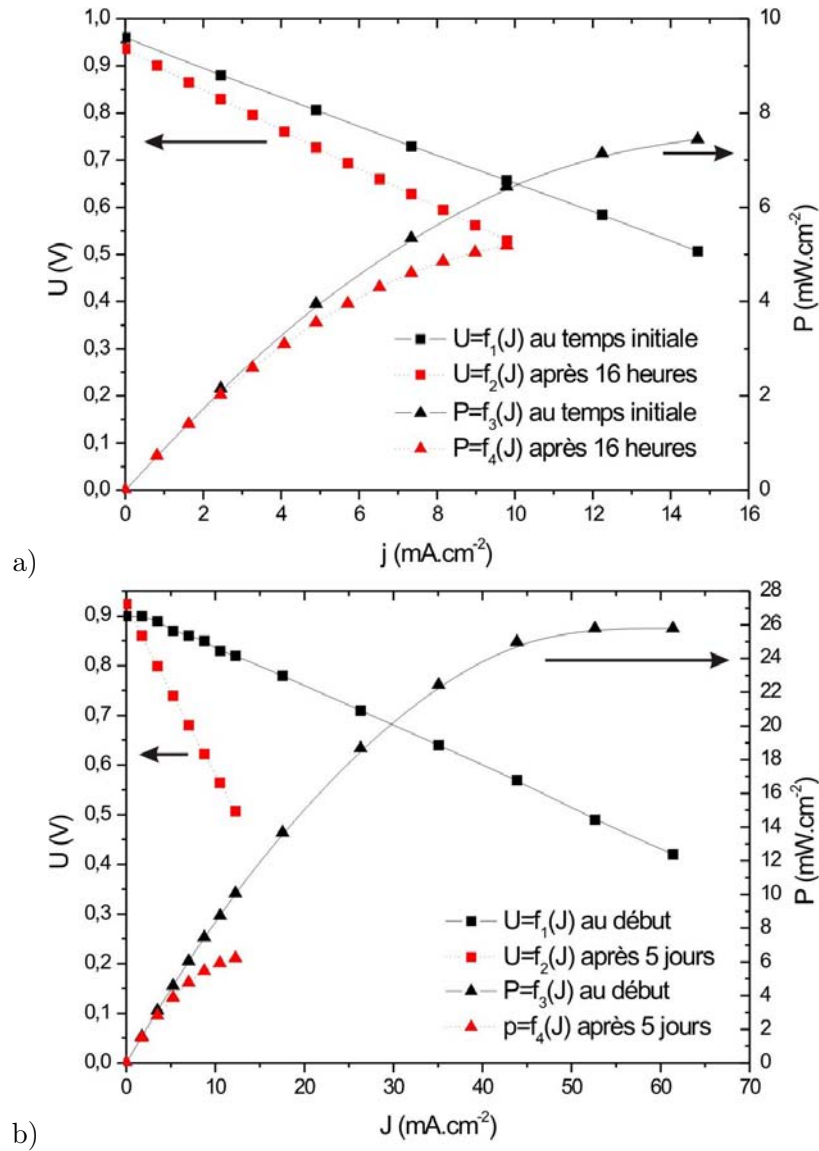 1,0
0,9
0,8
0,7
0,6
0,5
0,4
0,3
0,2
0,1
0,0
U (V)
10
8
6
4
2
0
P (mW.cm-2)
U=f1(J) au temps initiale
U=f2(J) après 16 heures
P=f3(J) au temps initiale
P=f4(J) après 16 heures
0 2 4 6 8 10 12 14 16
j (mA.cm-2)
a)
0,9
0,8
0,7
0,6
0,5
0,4
0,3
0,2
0,1
0,0
U (V)
28
26
24
22
20
18
16
14
12
10
8
6
4
2
0
P (mW.cm-2)
U=f1(J) au début
U=f2(J) après 5 jours
P=f3(J) au début
p=f4(J) après 5 jours
0 10 20 30 40 50 60 70
J (mA.cm-2)
b)